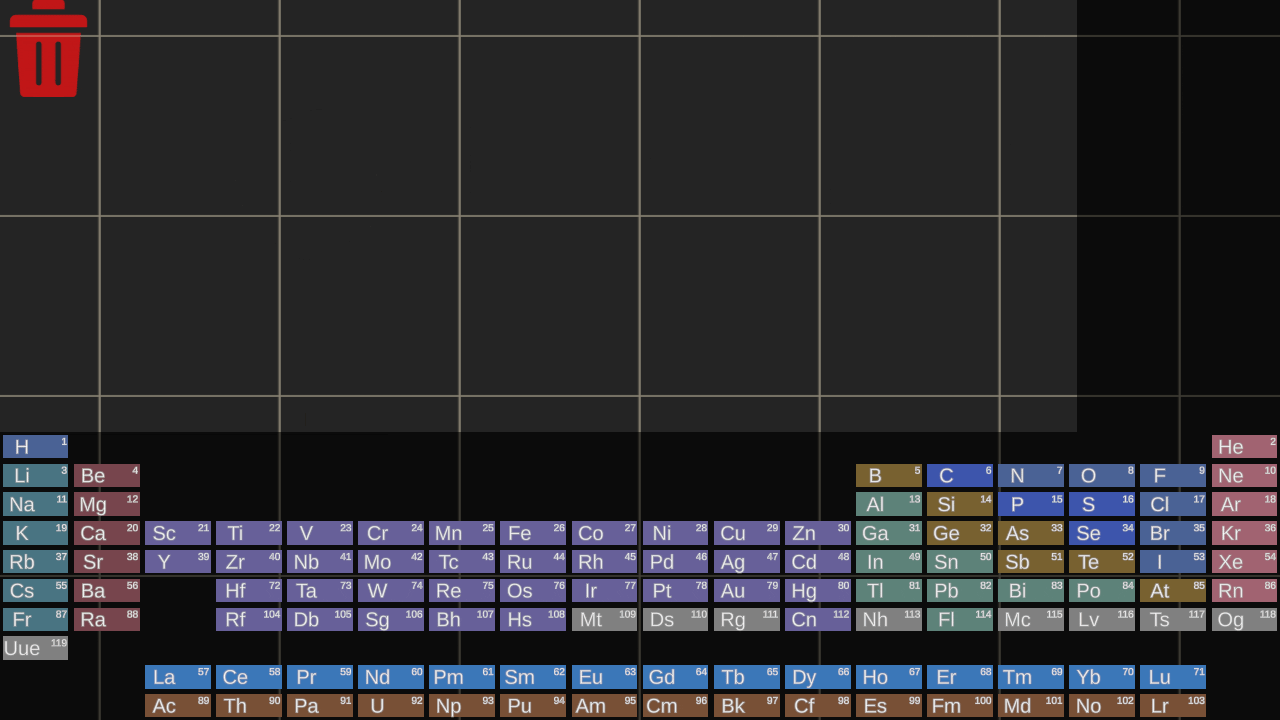 H 1 He 2
Li 3 Be 4 B 5 C 6 N 7 O 8 F 9 Ne 10
Na 11 Mg 12 Al 13 Si 14 P 15 S 16 Cl 17 Ar 18
K 19 Ca 20 Sc 21 Ti 22 V 23 Cr 24 Mn 25 Fe 26 Co 27 Ni 28 Cu 29 Zn 30 Ga 31 Ge 32 As 33 Se 34 Br 35 Kr 36
Rb 37 Sr 38 Y 39 Zr 40 Nb 41 Mo 42 Tc 43 Ru 44 Rh 45 Pd 46 Ag 47 Cd 48 In 49 Sn 50 Sb 51 Te 52 I 53 Xe 54
Cs 55 Ba 56 Hf 72 Ta 73 W 74 Re 75 Os 76 Ir 77 Pt 78 Au 79 Hg 80 Tl 81 Pb 82 Bi 83 Po 84 At 85 Rn 86
Fr 87 Ra 88 Rf 104 Db 105 Sg 106 Bh 107 Hs 108 Mt 109 Ds 110 Rg 111 Cn 112 Nh 113 Fl 114 Mc 115 Lv 116 Ts 117 Og 118
Uue 119
La 57 Ce 58 Pr 59 Nd 60 Pm 61 Sm 62 Eu 63 Gd 64 Tb 65 Dy 66 Ho 67 Er 68 Tm 69 Yb 70 Lu 71
Ac 89 Th 90 Pa 91 U 92 Np 93 Pu 94 Am 95 Cm 96 Bk 97 Cf 98 Es 99 Fm 100 Md 101 No 102 Lr 103